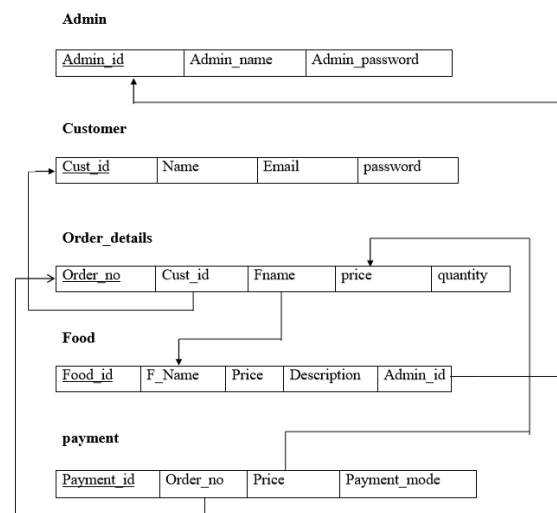 Admin
Admin_id Admin_name Admin_password
Customer
Cust_id Name Email password
Order_details
Order_no Cust_id Fname price quantity
Food
Food_id F_Name Price Description Admin_id
payment
Payment_id Order_no Price Payment_mode